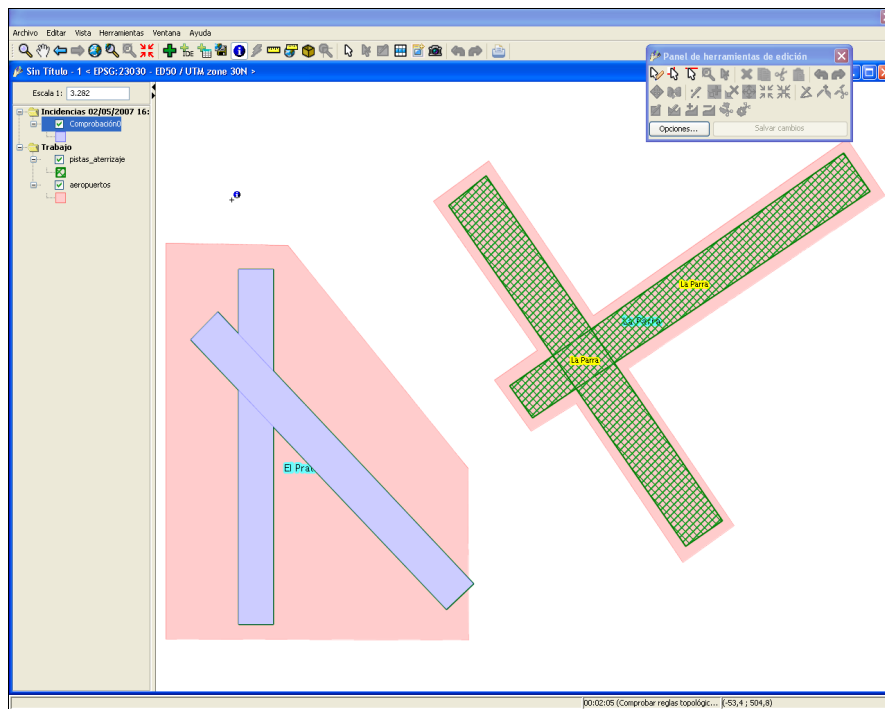 Archivo Editar Vista Herramientas Ventana Ayuda
Panel de herramientas de edición
Opciones... Salvar cambios
Sin Título - 1 < EPSG:23030 - ED50 / UTM zone 30N >
Escala 1: 3.282
Incidencias 02/05/2007 16:
Comprobación0
Trabajo
pistas_aterrizaje
aeropuertos
La Parra
La Parra
La Parra
El Prat
00:02:05 (Comprobar reglas topológic... (-53,4 ; 504,8)